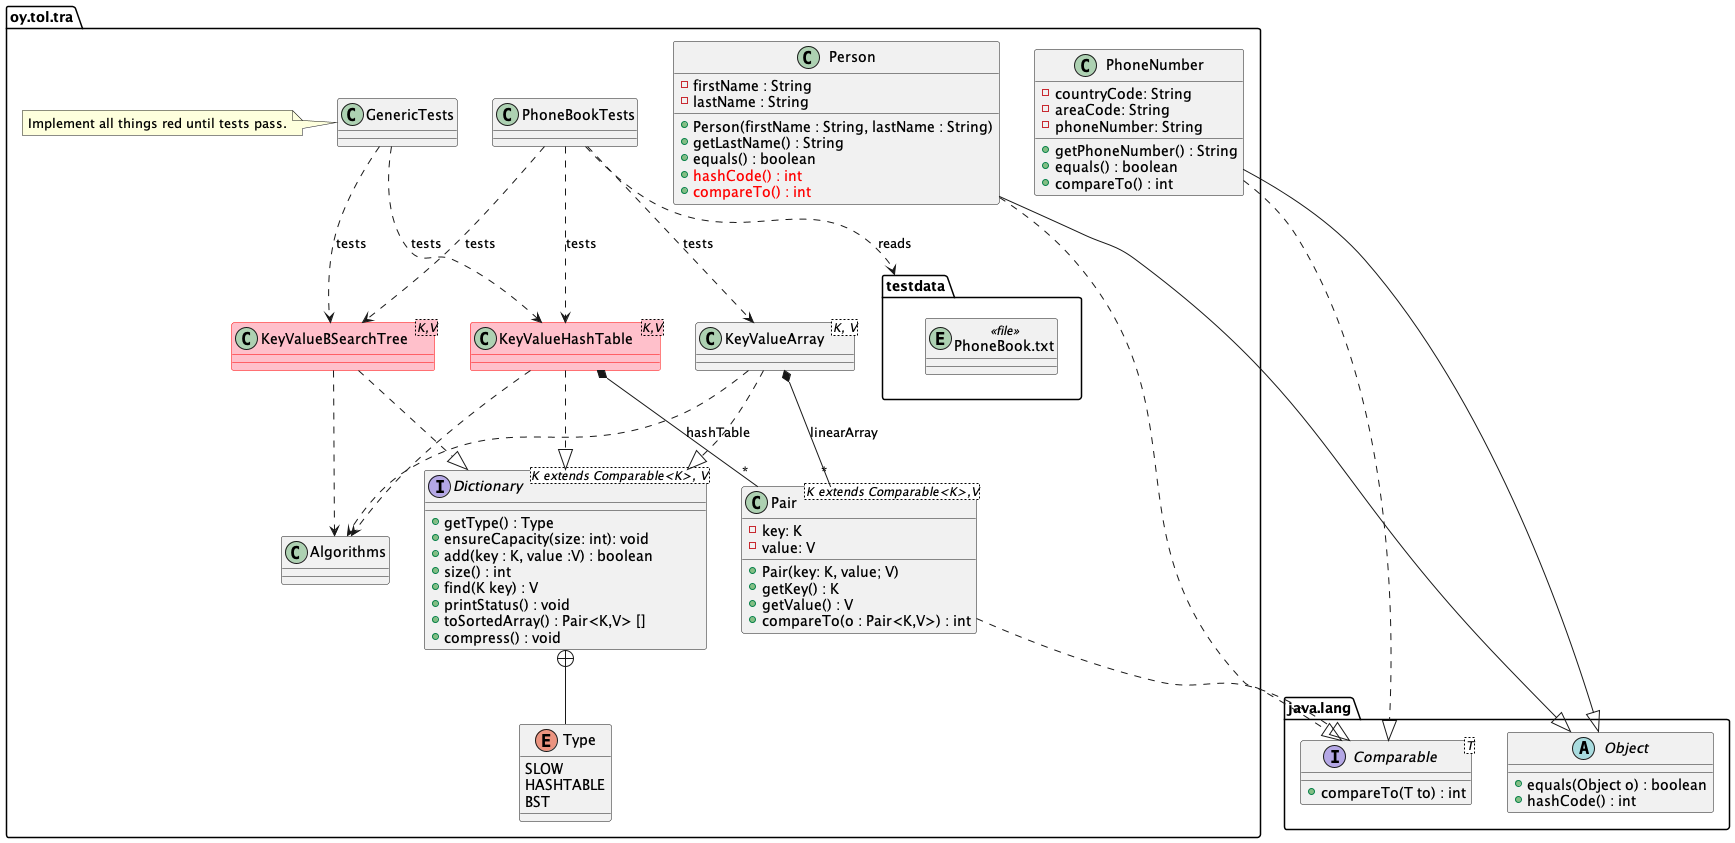 oy.tol.tra
C Person
firstName : String
lastName : String
Person(firstName : String, lastName : String)
getLastName() : String
equals() : boolean
hashCode() : int
compareTo() : int
C PhoneNumber
countryCode: String
areaCode: String
phoneNumber: String
getPhoneNumber() : String
equals() : boolean
compareTo() : int
Implement all things red until tests pass.
C GenericTests
C PhoneBookTests
tests
tests
tests
tests
tests
reads
testdata
E «file»
PhoneBook.txt
C KeyValueBSearchTree K,V
C KeyValueHashTable K,V
C KeyValueArray K, V
hashTable
linearArray
*
*
I Dictionary K extends Comparable<K>, V
getType() : Type
ensureCapacity(size: int): void
add(key : K, value :V) : boolean
size() : int
find(K key) : V
printStatus() : void
toSortedArray() : Pair<K,V> []
compress() : void
C Pair K extends Comparable<K>,V
key: K
value: V
Pair(key: K, value; V)
getKey() : K
getValue() : V
compareTo(o : Pair<K,V>) : int
C Algorithms
E Type
SLOW
HASHTABLE
BST
java.lang
I Comparable T
compareTo(T to) : int
A Object
equals(Object o) : boolean
hashCode() : int